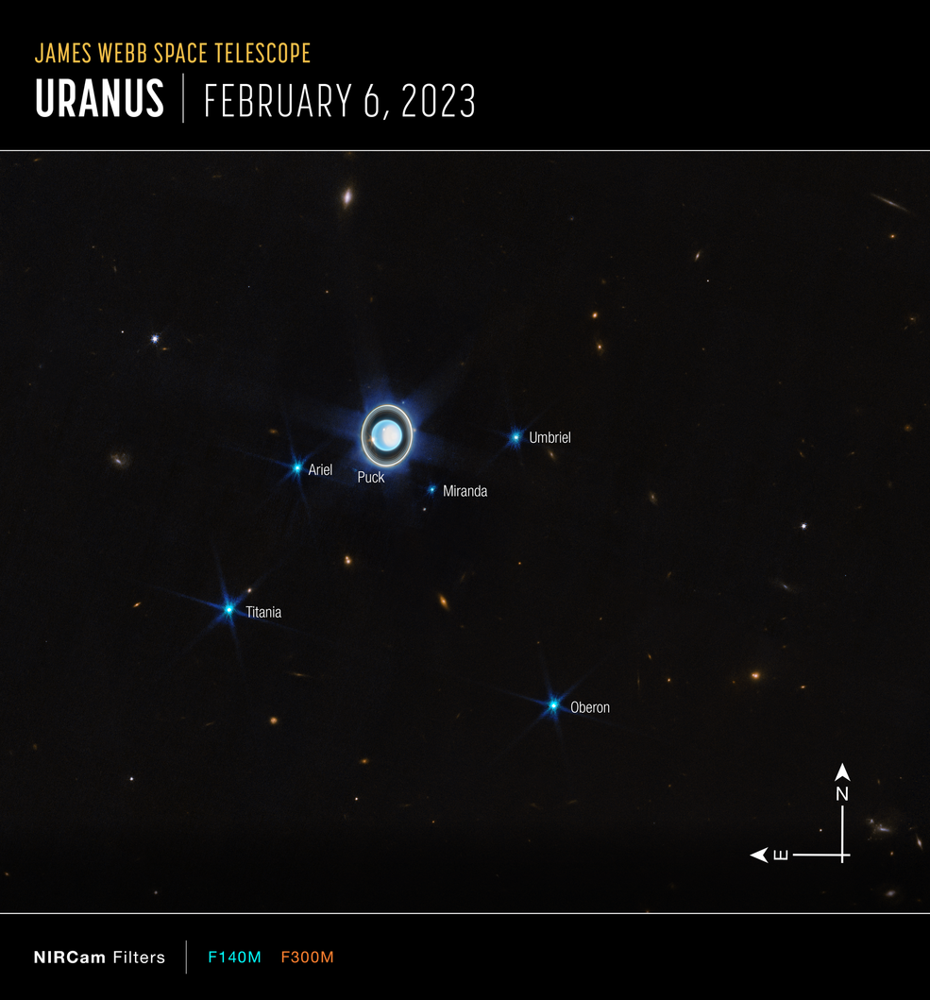 JAMES WEBB SPACE TELESCOPE
URANUS | FEBRUARY 6, 2023
Umbriel
Ariel
Puck
Miranda
Titania
Oberon
N
E
NIRCam Filters | F140M F300M